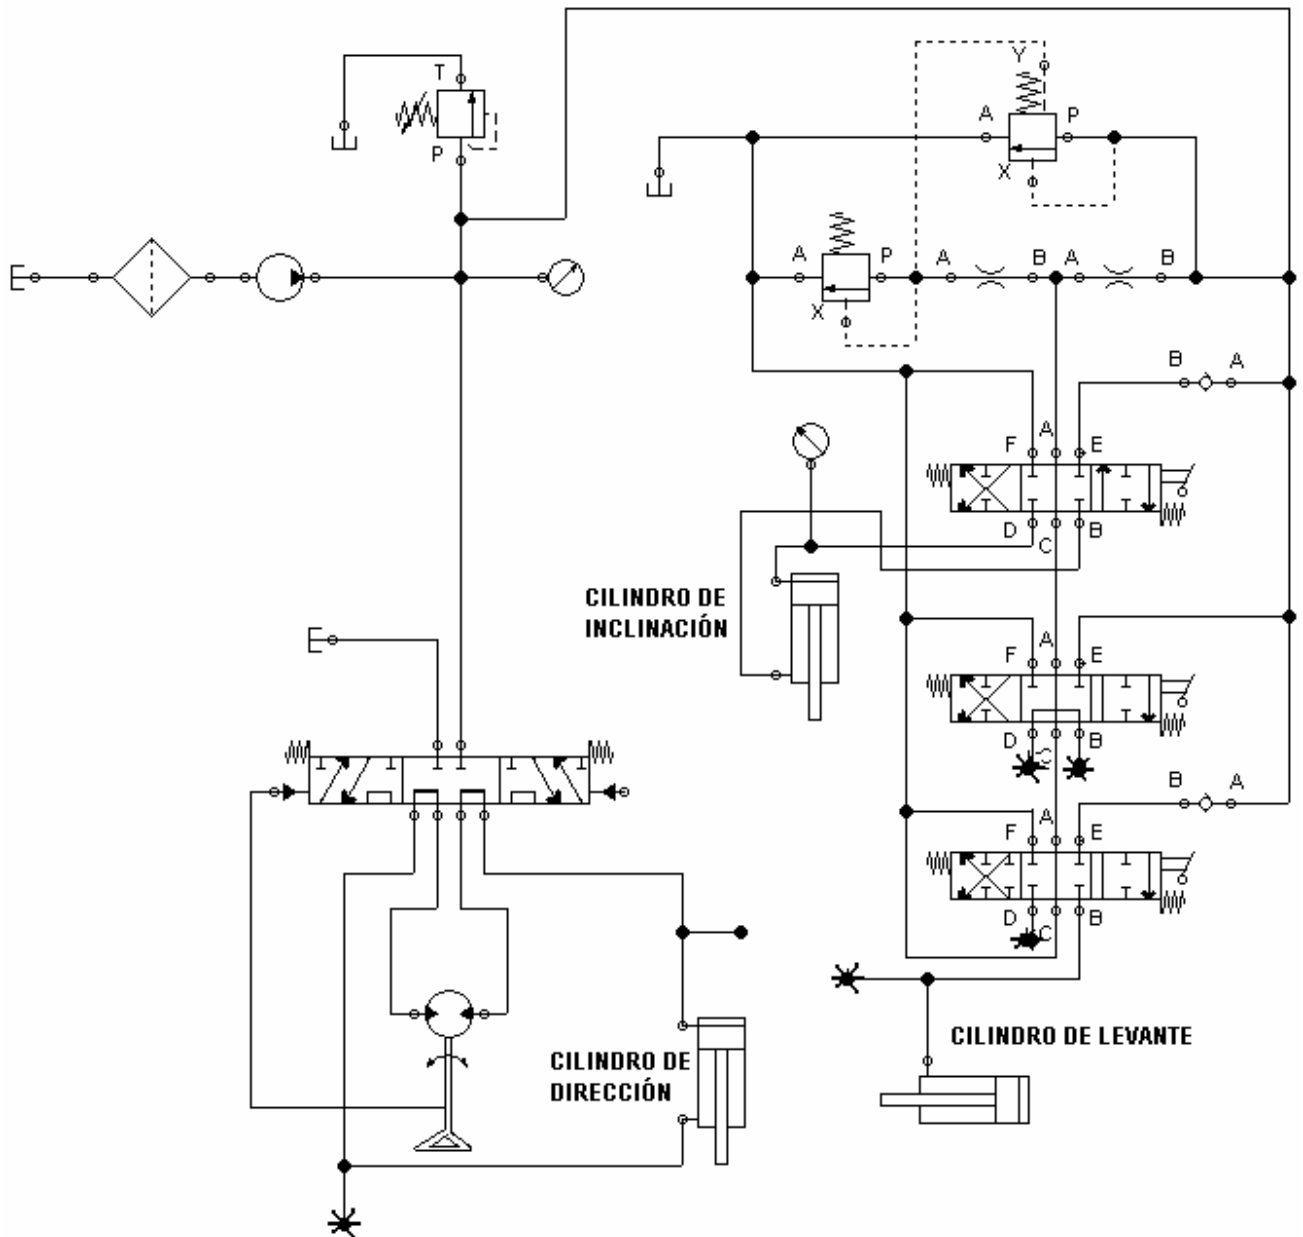 T
P
Y
A P
X
A P A B A B
X
B A
F A E
D C B
CILINDRO DE
INCLINACIÓN
F A E
D C B
B A
F A E
D C B
CILINDRO DE LEVANTE
CILINDRO DE
DIRECCIÓN